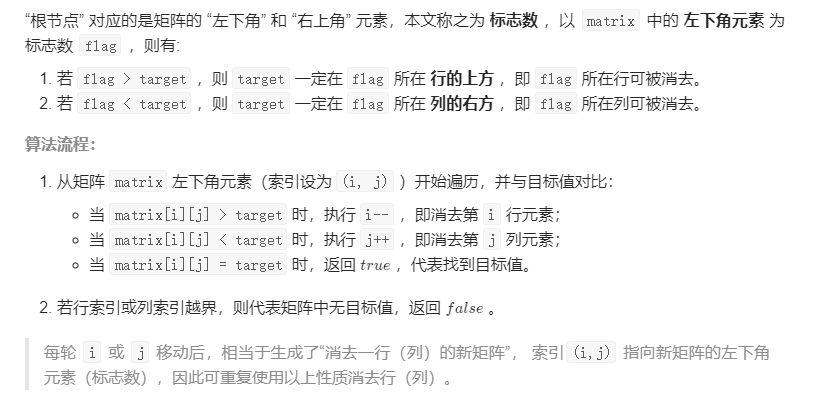 “根节点” 对应的是矩阵的 “左下角” 和 “右上角” 元素，本文称之为 标志数 ，以 matrix 中的 左下角元素 为
标志数 flag ，则有:
1. 若 flag > target ，则 target 一定在 flag 所在 行的上方 ，即 flag 所在行可被消去。
2. 若 flag < target ，则 target 一定在 flag 所在 列的右方 ，即 flag 所在列可被消去。
算法流程：
1. 从矩阵 matrix 左下角元素（索引设为 (i, j) ）开始遍历，并与目标值对比：
◦ 当 matrix[i][j] > target 时，执行 i-- ，即消去第 i 行元素；
◦ 当 matrix[i][j] < target 时，执行 j++ ，即消去第 j 列元素；
◦ 当 matrix[i][j] = target 时，返回 true ，代表找到目标值。
2. 若行索引或列索引越界，则代表矩阵中无目标值，返回 false 。
每轮 i 或 j 移动后，相当于生成了“消去一行（列）的新矩阵”， 索引 (i,j) 指向新矩阵的左下角
元素（标志数），因此可重复使用以上性质消去行（列）。